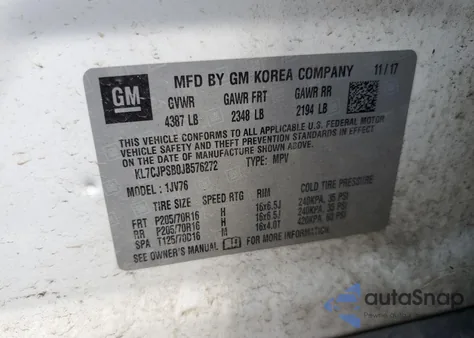 GM
MFD BY GM KOREA COMPANY 11/17
GVWR GAWR FRT GAWR RR
4387 LB 2348 LB 2194 LB
THIS VEHICLE CONFORMS TO ALL APPLICABLE U.S. FEDERAL MOTOR
VEHICLE SAFETY AND THEFT PREVENTION STANDARDS IN EFFECT ON
THE DATE OF MANUFACTURE SHOWN ABOVE.
KL7CJPSB0JB576272 TYPE: MPV
MODEL: 1JV76
TIRE SIZE SPEED RTG RIM COLD TIRE PRESSURE
FRT P205/70R16 H 16x6.5J 240KPA, 35 PSI
RR P205/70R16 H 16x6.5J 240KPA, 35 PSI
SPA T125/70D16 M 16x4.0T 420KPA, 60 PSI
SEE OWNER'S MANUAL FOR MORE INFORMATION.
autoSnap